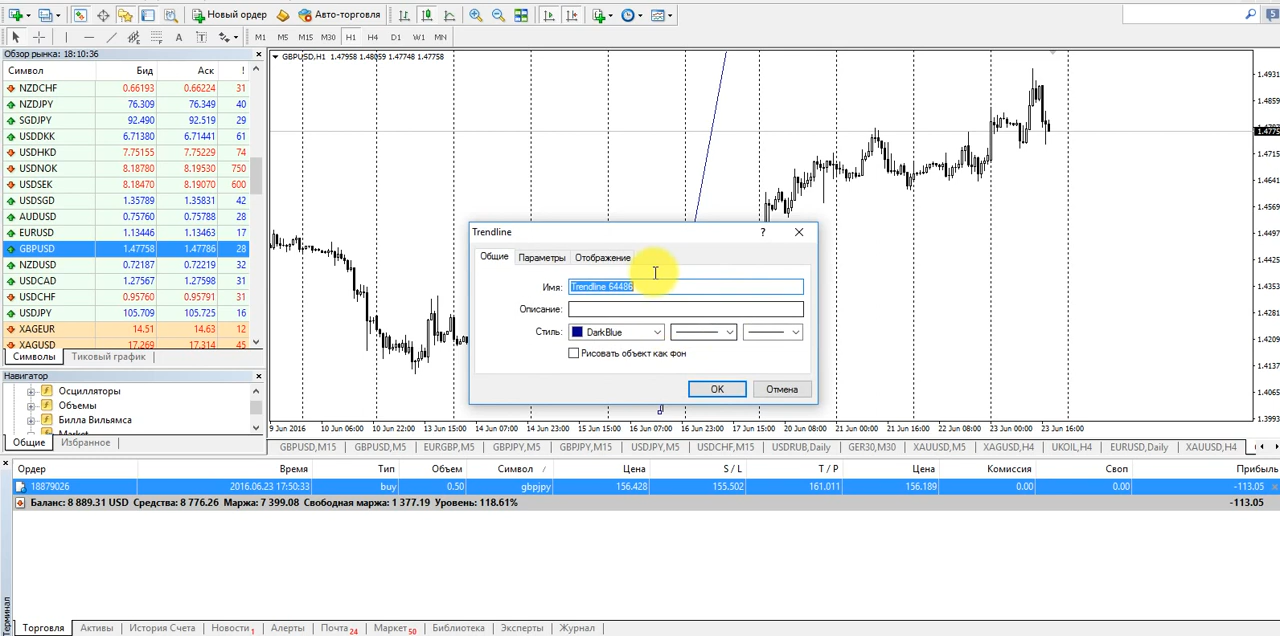 Новый ордер
Авто-торговля
5
A
T
M1 M5 M15 M30 H1 H4 D1 W1 MN
Обзор рынка: 18:10:36
Символ Бид Аск !
NZDCHF 0.66193 0.66224 31
NZDJPY 76.309 76.349 40
SGDJPY 92.490 92.519 29
USDDKK 6.71380 6.71441 61
USDHKD 7.75155 7.75229 74
USDNOK 8.18780 8.19530 750
USDSEK 8.18470 8.19070 600
USDSGD 1.35789 1.35831 42
AUDUSD 0.75760 0.75788 28
EURUSD 1.13446 1.13463 17
GBPUSD 1.47758 1.47786 28
NZDUSD 0.72187 0.72219 32
USDCAD 1.27567 1.27598 31
USDCHF 0.95760 0.95791 31
USDJPY 105.709 105.725 16
XAGEUR 14.51 14.63 12
XAGUSD 17.269 17.314 45
Символы Тиковый график
Навигатор
Осцилляторы
Объемы
Билла Вильямса
Market
Общие Избранное
GBPUSD,H1 1.47958 1.48059 1.47748 1.47758
1.4931
1.4859
1.4775
1.4715
1.4641
1.4569
1.4497
1.4425
1.4353
1.4281
1.4209
1.4137
1.4065
1.3993
Trendline
?
Общие Параметры Отображение
Имя: Trendline 64486
Описание:
Стиль: DarkBlue
Рисовать объект как фон
OK Отмена
9 Jun 2016 10 Jun 06:00 10 Jun 22:00 13 Jun 15:00 14 Jun 07:00 14 Jun 23:00 15 Jun 15:00 16 Jun 07:00 16 Jun 23:00 17 Jun 15:00 20 Jun 08:00 21 Jun 00:00 21 Jun 16:00 22 Jun 08:00 23 Jun 00:00 23 Jun 16:00
GBPUSD,M15 GBPUSD,M5 EURGBP,M5 GBPJPY,M5 GBPJPY,M15 USDJPY,M5 USDCHF,M15 USDRUB,Daily GER30,M30 XAUUSD,M5 XAGUSD,H4 UKOIL,H4 EURUSD,Daily XAUUSD,H4
Ордер Время Тип Объем Символ / Цена S / L T / P Цена Комиссия Своп Прибыль
18879026 2016.06.23 17:50:33 buy 0.50 gbpjpy 156.428 155.502 161.011 156.189 0.00 0.00 -113.05
Баланс: 8 889.31 USD Средства: 8 776.26 Маржа: 7 399.08 Свободная маржа: 1 377.19 Уровень: 118.61% -113.05
Терминал
Торговля Активы История Счета Новости 1 Алерты Почта 24 Маркет 50 Библиотека Эксперты Журнал